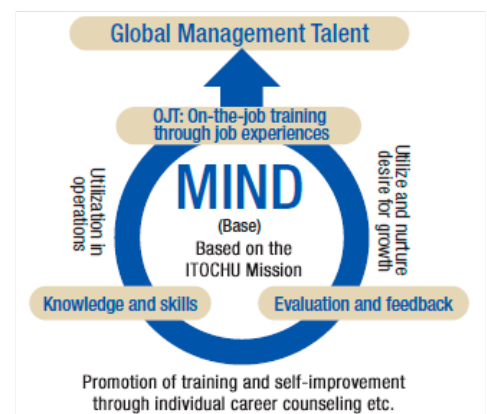 Global Management Talent
OJT: On-the-job training
through job experiences
Utilization in
operations
MIND
(Base)
Based on the
ITOCHU Mission
Utilize and nurture
desire for growth
Knowledge and skills
Evaluation and feedback
Promotion of training and self-improvement
through individual career counseling etc.